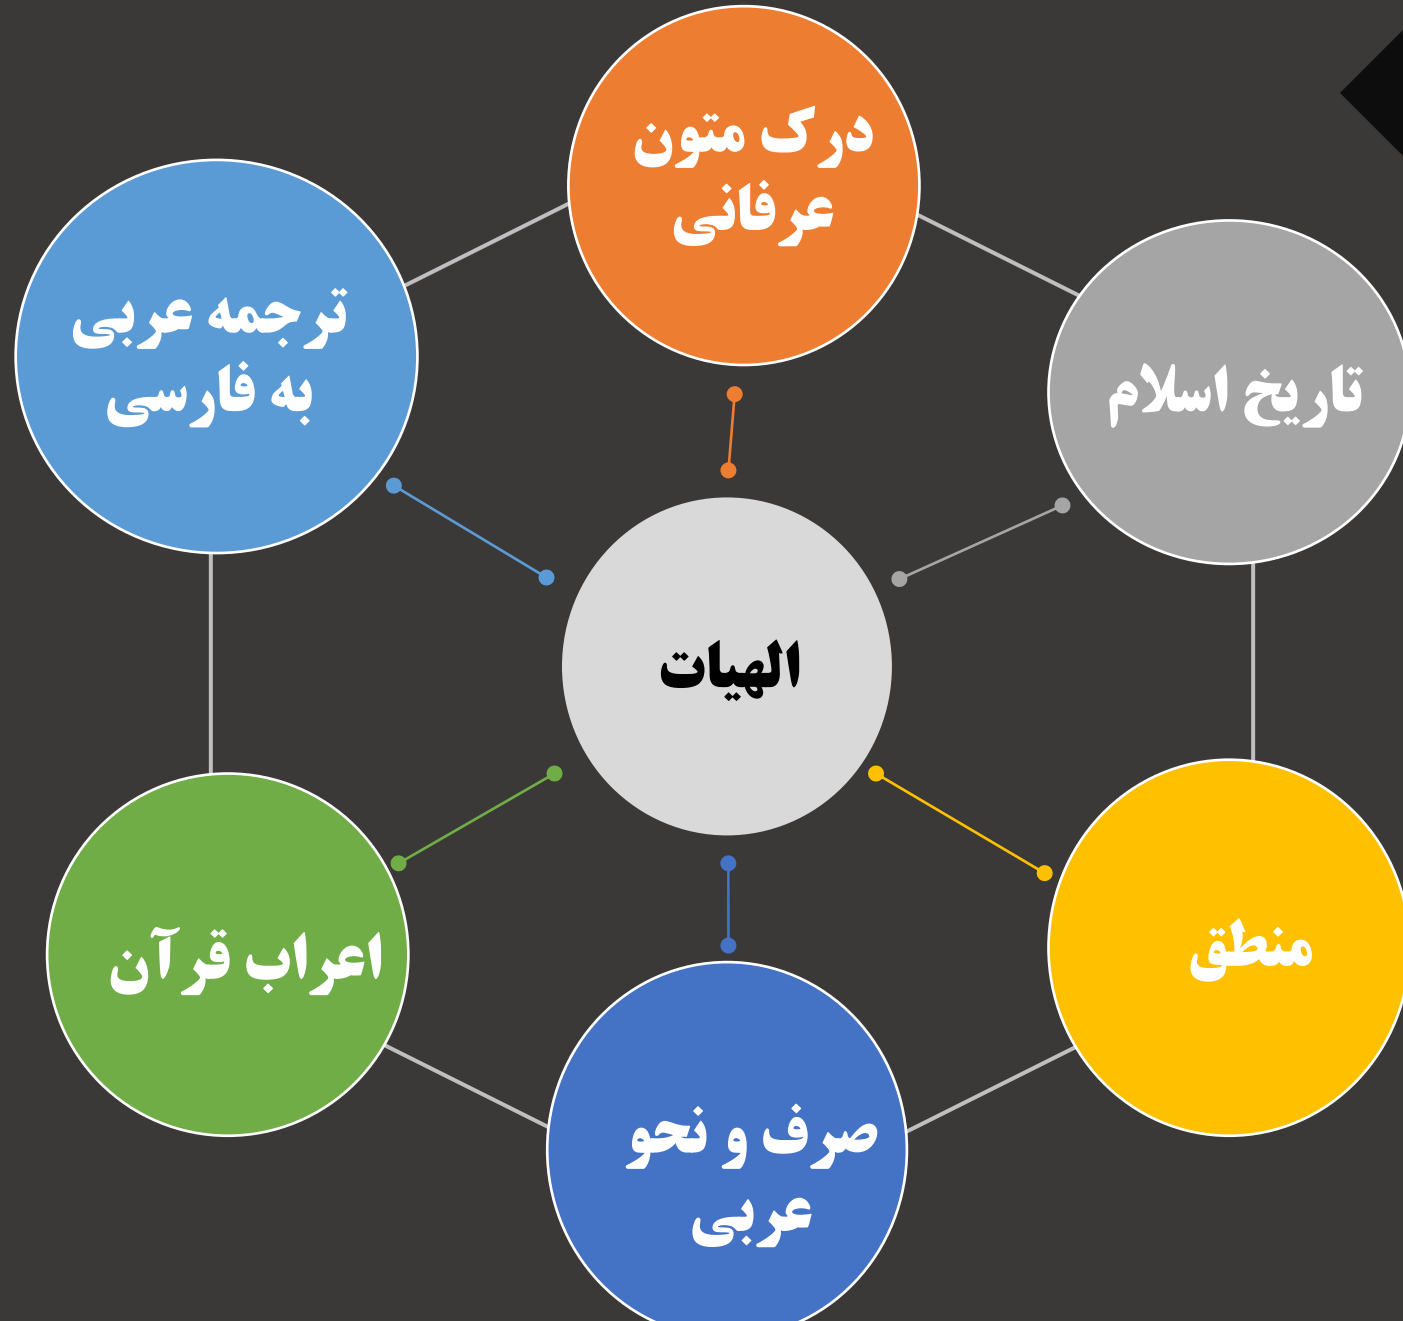 درک متون
عرفانی
تاریخ اسلام
ترجمه عربی
به فارسی
الهیات
منطق
اعراب قرآن
صرف و نحو
عربی